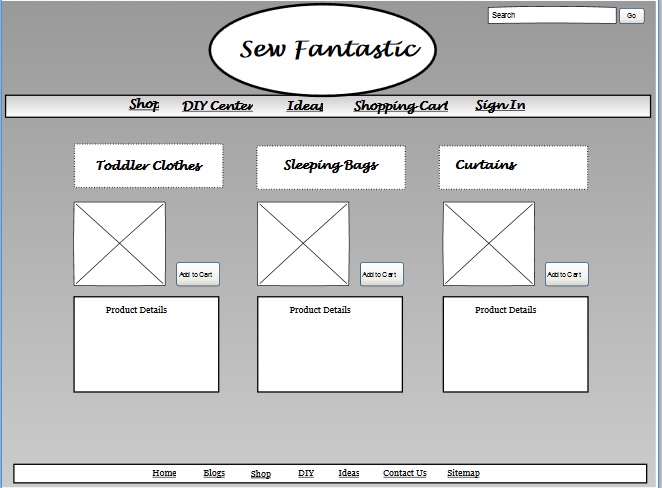 Search Go
Sew Fantastic
Shop DIY Center Ideas Shopping Cart Sign In
Toddler Clothes Sleeping Bags Curtains
Add to Cart Add to Cart Add to Cart
Product Details Product Details Product Details
Home Blogs Shop DIY Ideas Contact Us Sitemap